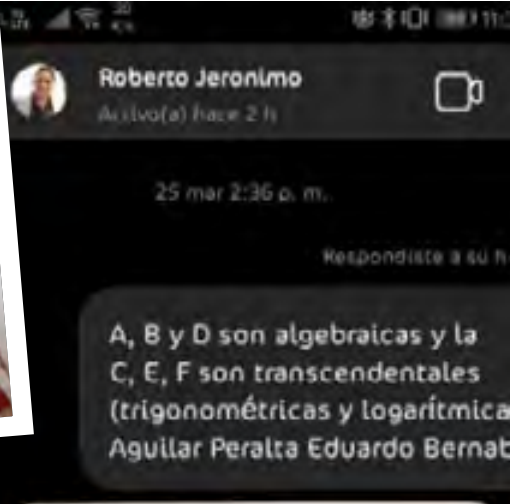 Roberto Jeronimo
Activo(a) hace 2 h
25 mar 2:36 p. m.
Respondiste a su h
A, B y D son algebraicas y la
C, E, F son transcendentales
(trigonométricas y logarítmica
Aguilar Peralta Eduardo Bernab